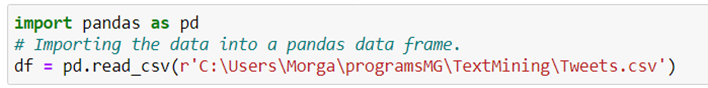 import pandas as pd
# Importing the data into a pandas data frame.
df = pd.read_csv(r'C:\Users\Morga\programsMG\TextMining\Tweets.csv')